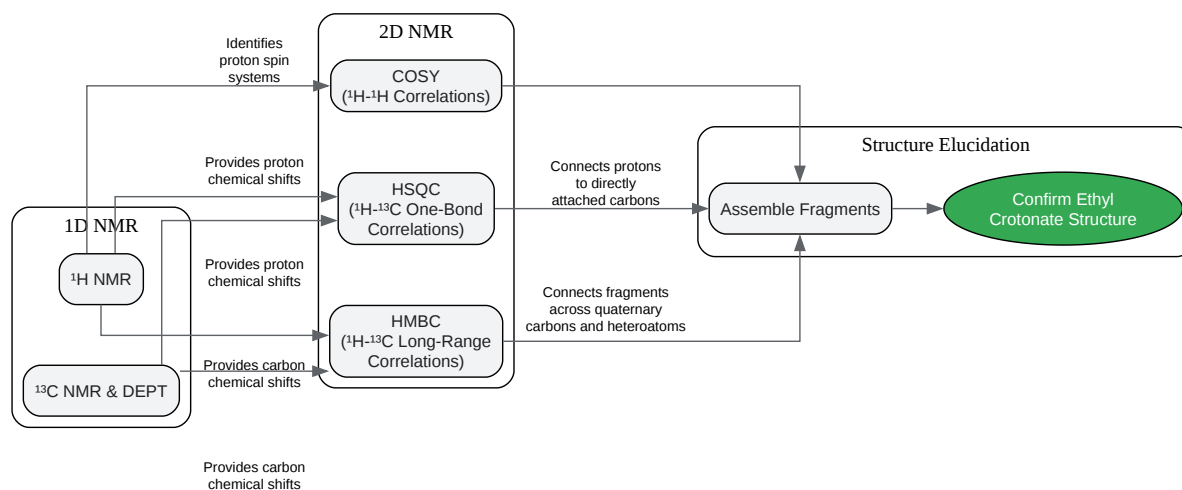 Identifies
proton spin
systems
2D NMR
COSY
(¹H-¹H Correlations)
Structure Elucidation
Provides proton
chemical shifts
HSQC
(¹H-¹³C One-Bond
Correlations)
Connects protons
to directly
attached carbons
Assemble Fragments
Confirm Ethyl
Crotonate Structure
1D NMR
¹H NMR
Provides proton
chemical shifts
HMBC
(¹H-¹³C Long-Range
Correlations)
Connects fragments
across quaternary
carbons and heteroatoms
¹³C NMR & DEPT
Provides carbon
chemical shifts
Provides carbon
chemical shifts